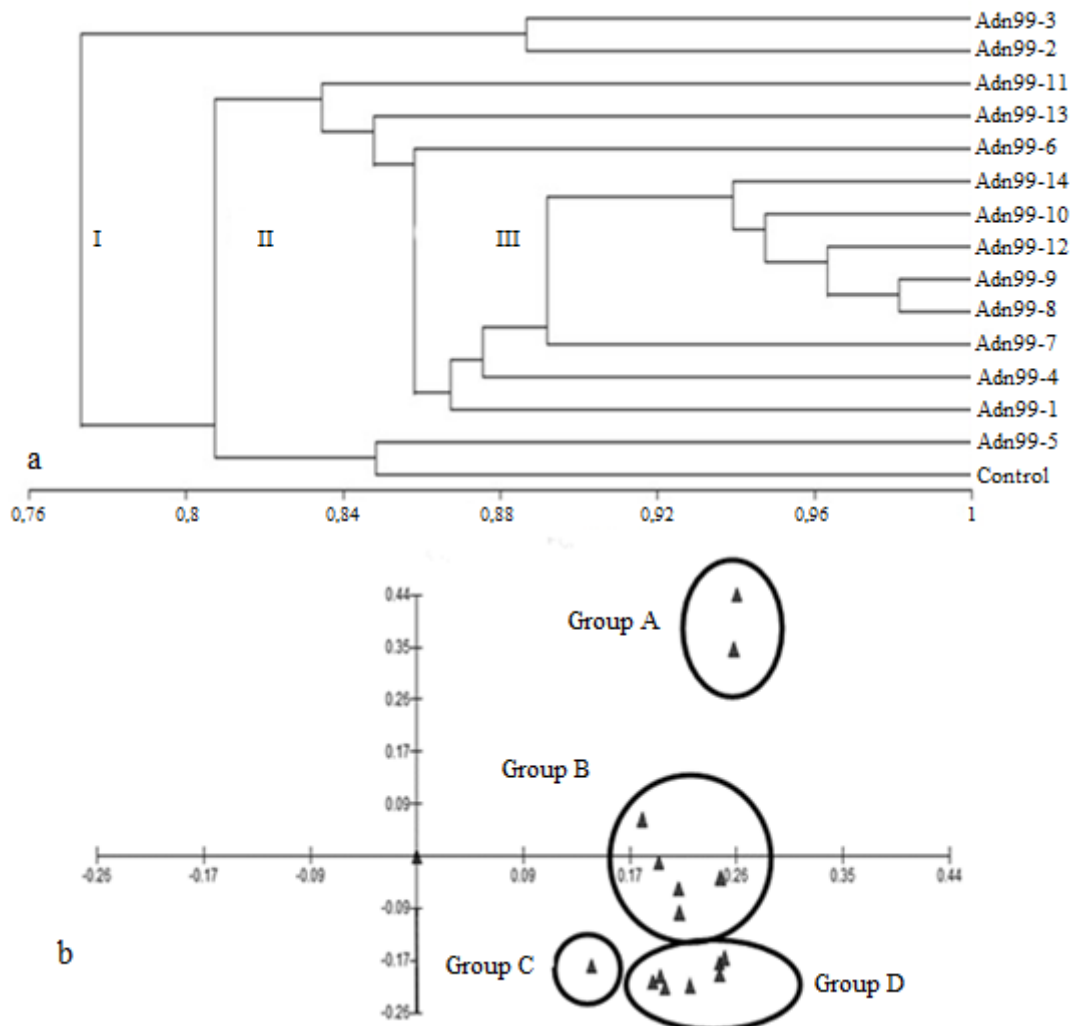 Adn99-3
Adn99-2
Adn99-11
Adn99-13
Adn99-6
Adn99-14
Adn99-10
I II III
Adn99-12
Adn99-9
Adn99-8
Adn99-7
Adn99-4
Adn99-1
Adn99-5
a
Control
0,76 0,8 0,84 0,88 0,92 0,96 1
0.44
Group A
0.35
0.26
0.17
Group B
0.09
-0.26 -0.17 -0.09 0.09 0.17 0.26 0.35 0.44
-0.09
b
-0.17
Group C
Group D
-0.26